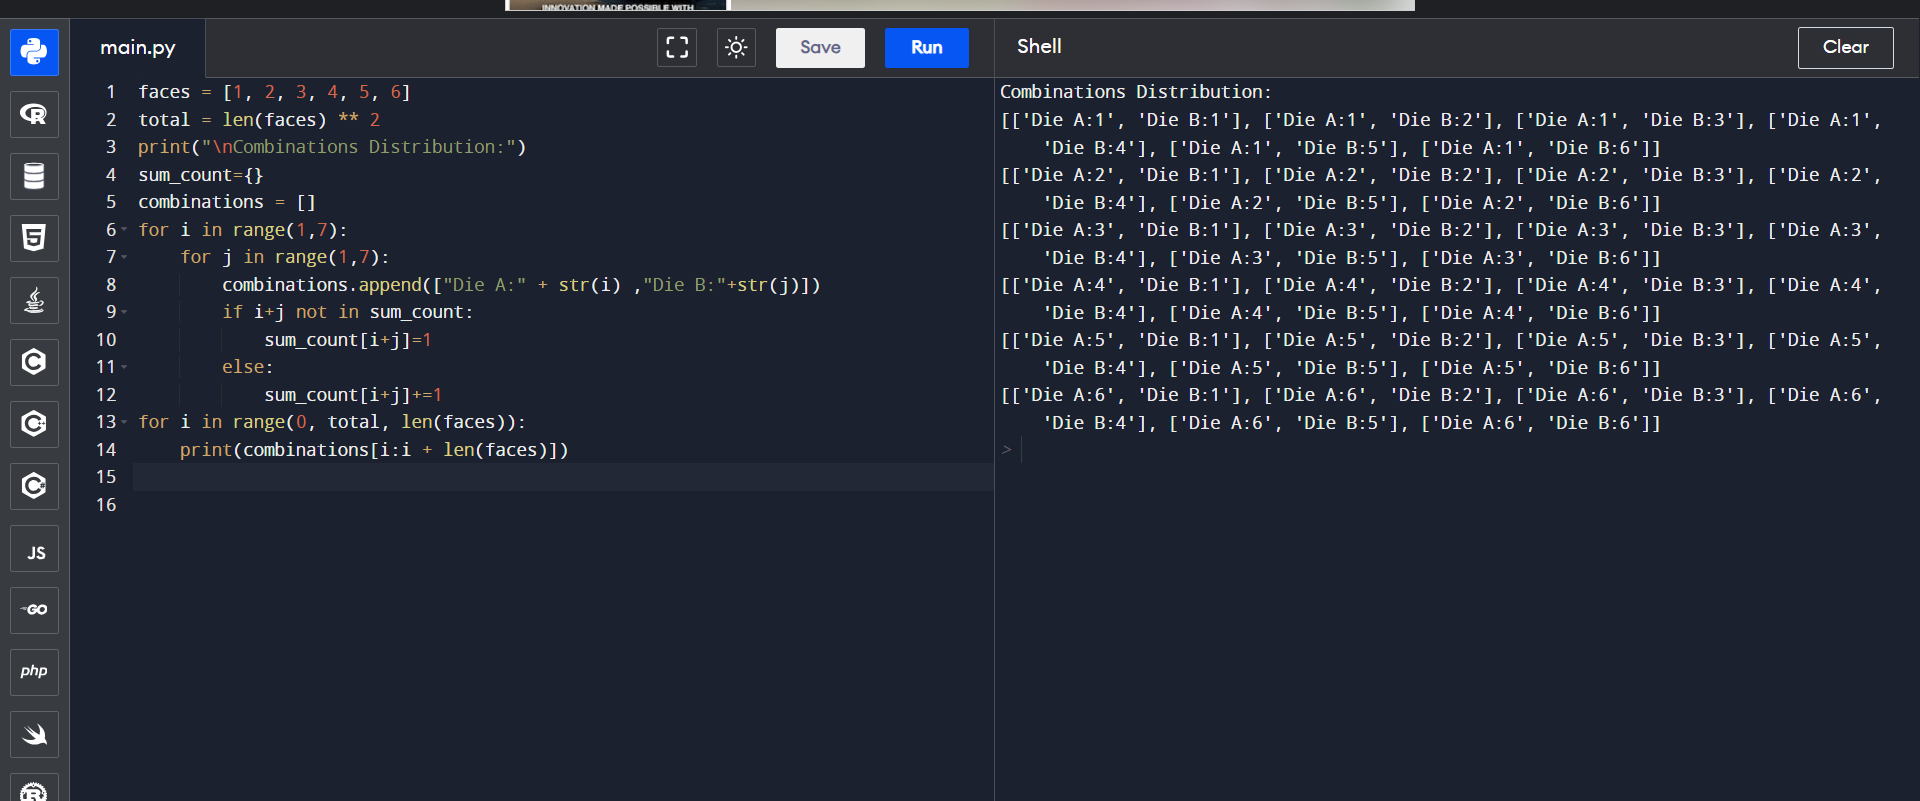 INNOVATION MADE POSSIBLE WITH
main.py
Save
Run
Shell
Clear
1 faces = [1, 2, 3, 4, 5, 6]
2 total = len(faces) ** 2
3 print("\nCombinations Distribution:")
4 sum_count={}
5 combinations = []
6 for i in range(1,7):
7     for j in range(1,7):
8         combinations.append(["Die A:" + str(i) ,"Die B:"+str(j)])
9         if i+j not in sum_count:
10             sum_count[i+j]=1
11         else:
12             sum_count[i+j]+=1
13 for i in range(0, total, len(faces)):
14     print(combinations[i:i + len(faces)])
15
16
Combinations Distribution:
[['Die A:1', 'Die B:1'], ['Die A:1', 'Die B:2'], ['Die A:1', 'Die B:3'], ['Die A:1',
    'Die B:4'], ['Die A:1', 'Die B:5'], ['Die A:1', 'Die B:6']]
[['Die A:2', 'Die B:1'], ['Die A:2', 'Die B:2'], ['Die A:2', 'Die B:3'], ['Die A:2',
    'Die B:4'], ['Die A:2', 'Die B:5'], ['Die A:2', 'Die B:6']]
[['Die A:3', 'Die B:1'], ['Die A:3', 'Die B:2'], ['Die A:3', 'Die B:3'], ['Die A:3',
    'Die B:4'], ['Die A:3', 'Die B:5'], ['Die A:3', 'Die B:6']]
[['Die A:4', 'Die B:1'], ['Die A:4', 'Die B:2'], ['Die A:4', 'Die B:3'], ['Die A:4',
    'Die B:4'], ['Die A:4', 'Die B:5'], ['Die A:4', 'Die B:6']]
[['Die A:5', 'Die B:1'], ['Die A:5', 'Die B:2'], ['Die A:5', 'Die B:3'], ['Die A:5',
    'Die B:4'], ['Die A:5', 'Die B:5'], ['Die A:5', 'Die B:6']]
[['Die A:6', 'Die B:1'], ['Die A:6', 'Die B:2'], ['Die A:6', 'Die B:3'], ['Die A:6',
    'Die B:4'], ['Die A:6', 'Die B:5'], ['Die A:6', 'Die B:6']]
>
R
5
C
C++
C#
JS
GO
php
R